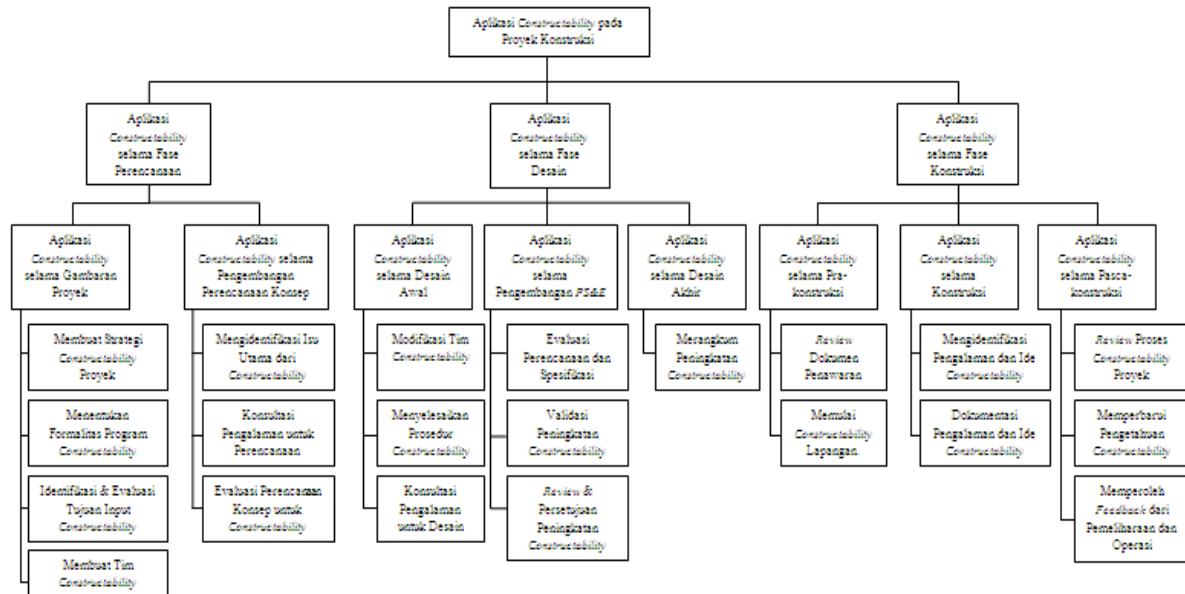 Aplikasi Constructability pada
Proyek Konstruksi
Aplikasi
Constructability
selama Fase
Perencanaan
Aplikasi
Constructability
selama Fase
Desain
Aplikasi
Constructability
selama Fase
Konstruksi
Aplikasi
Constructability
selama Gambaran
Proyek
Aplikasi
Constructability selama
Pengembangan
Perencanaan Konsep
Aplikasi
Constructability
selama Desain
Awal
Aplikasi
Constructability
selama
Pengembangan PS&E
Aplikasi
Constructability
selama Desain
Akhir
Aplikasi
Constructability
selama Pra-
konstruksi
Aplikasi
Constructability
selama
Konstruksi
Aplikasi
Constructability
selama Pasca-
konstruksi
Membuat Strategi
Constructability
Proyek
Menentukan
Formalitas Program
Constructability
Identifikasi & Evaluasi
Tujuan Input
Constructability
Membuat Tim
Constructability
Mengidentifikasi Isu
Utama dari
Constructability
Konsultasi
Pengalaman untuk
Perencanaan
Evaluasi Perencanaan
Konsep untuk
Constructability
Modifikasi Tim
Constructability
Menyelesaikan
Prosedur
Constructability
Konsultasi
Pengalaman
untuk Desain
Evaluasi
Perencanaan dan
Spesifikasi
Validasi
Peningkatan
Constructability
Review &
Persetujuan
Peningkatan
Constructability
Merangkum
Peningkatan
Constructability
Review
Dokumen
Penawaran
Memulai
Constructability
Lapangan
Mengidentifikasi
Pengalaman dan Ide
Constructability
Dokumentasi
Pengalaman dan Ide
Constructability
Review Proses
Constructability
Proyek
Memperbarui
Pengetahuan
Constructability
Memperoleh
Feedback dari
Pemeliharaan dan
Operasi